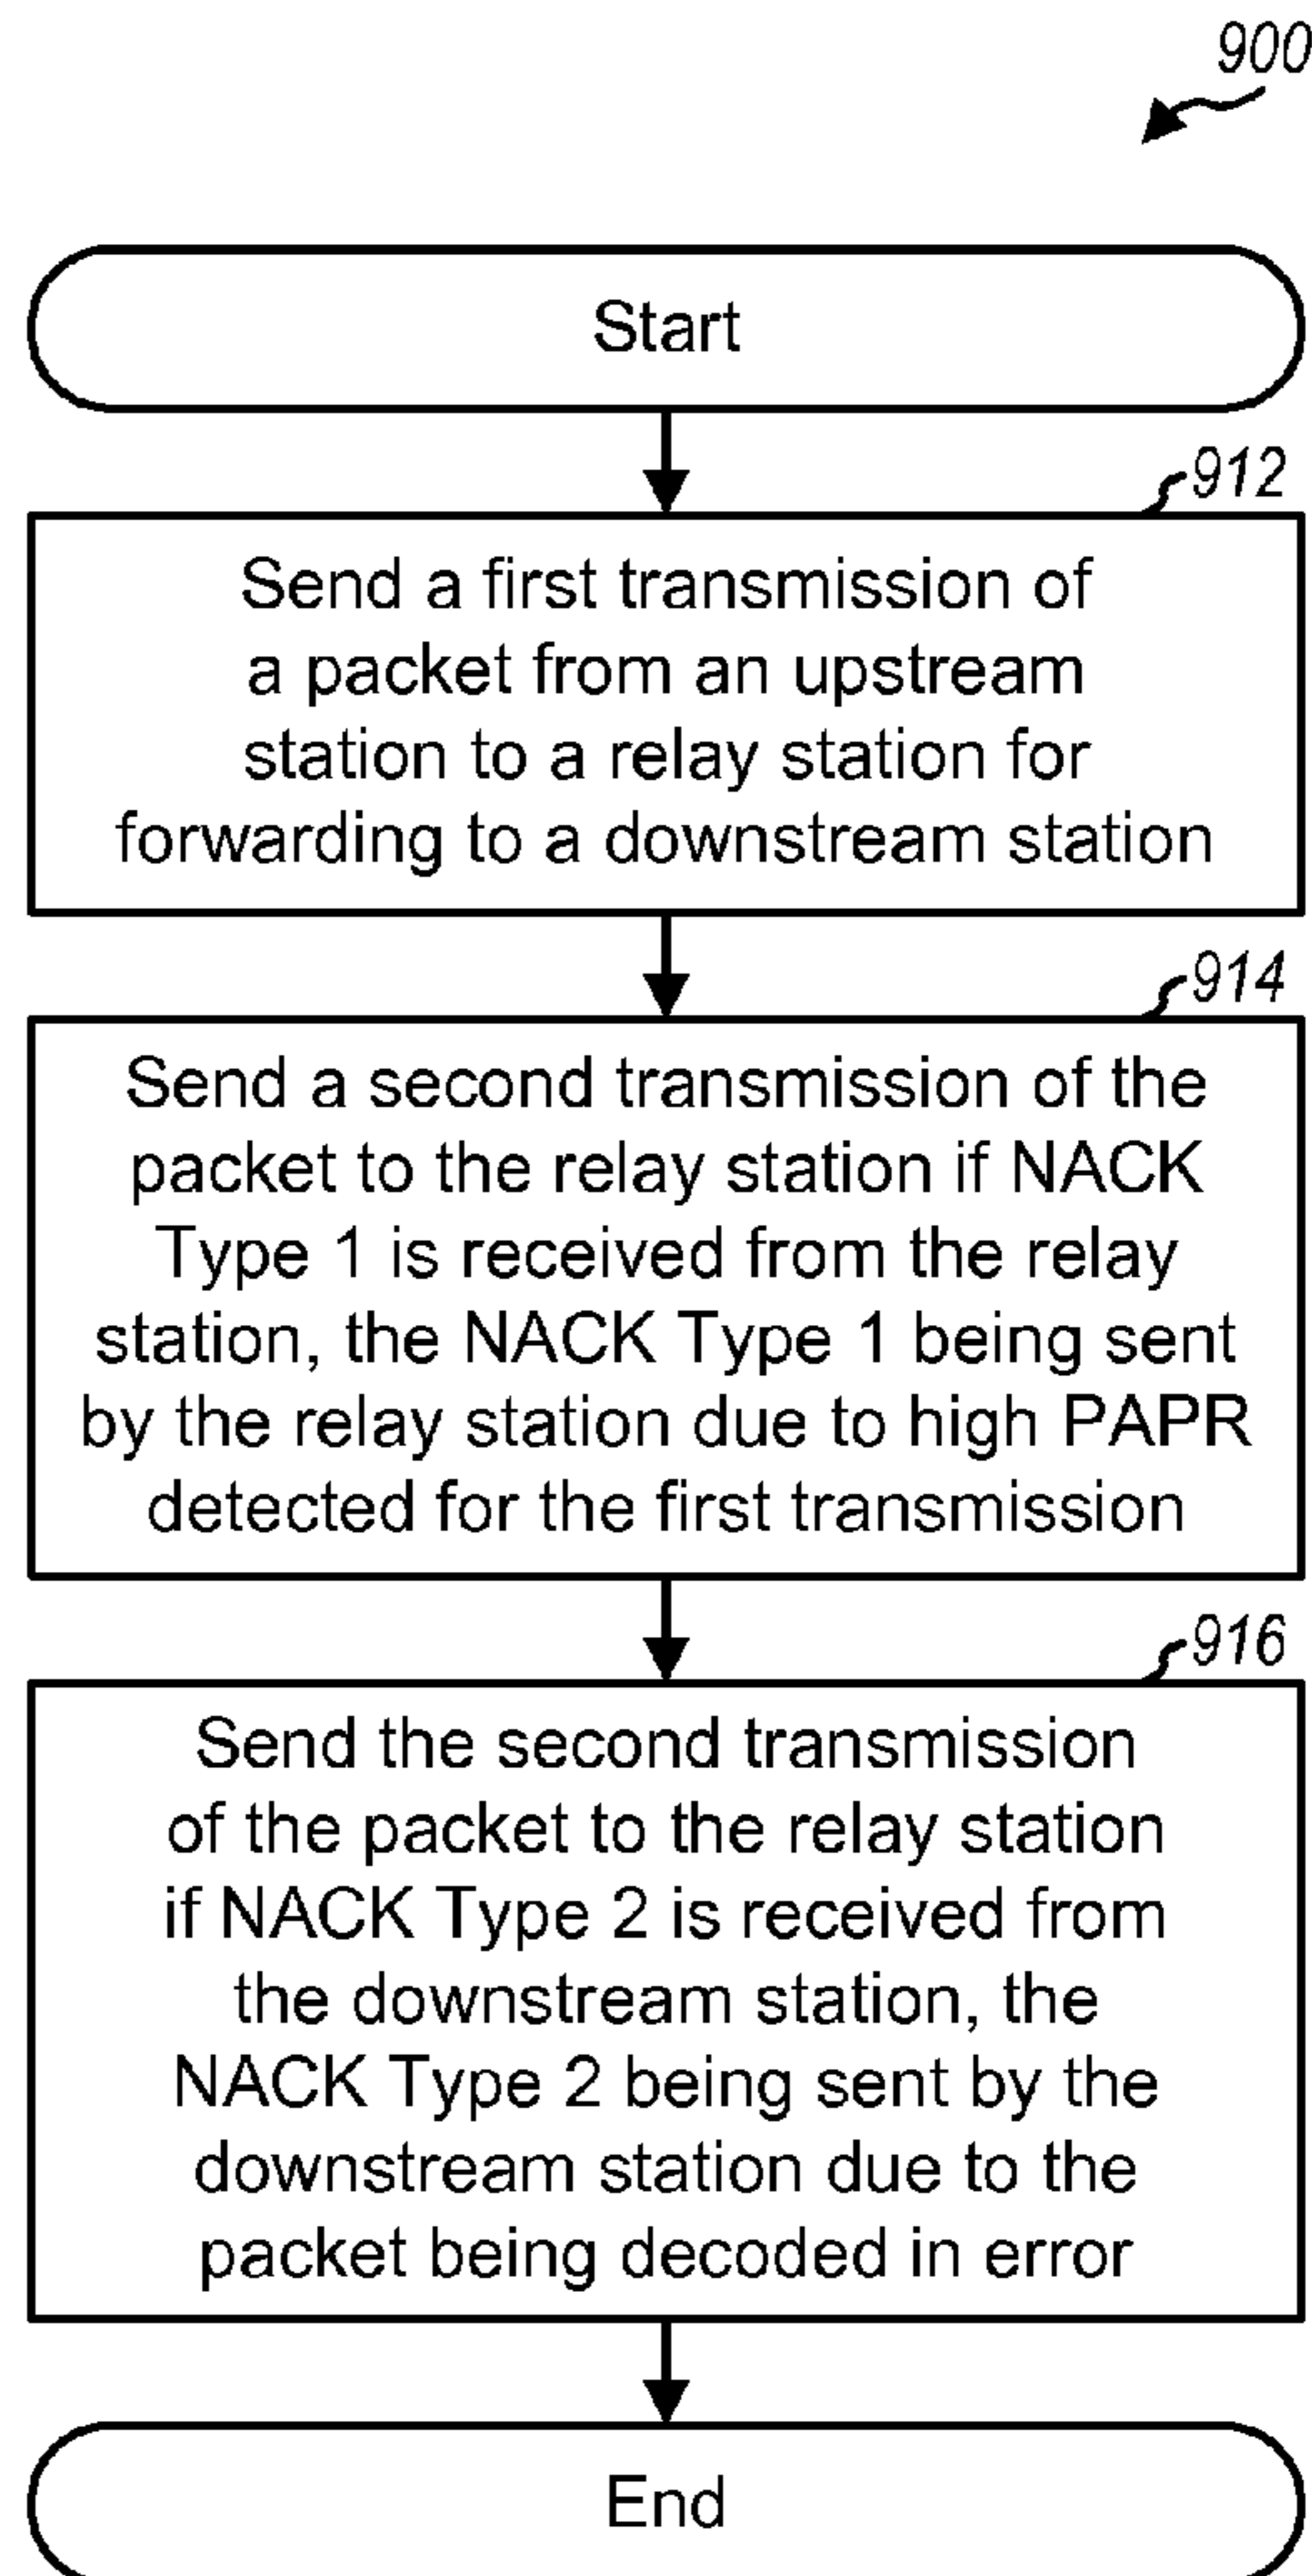 900
Start
912
Send a first transmission of
a packet from an upstream
station to a relay station for
forwarding to a downstream station
914
Send a second transmission of the
packet to the relay station if NACK
Type 1 is received from the relay
station, the NACK Type 1 being sent
by the relay station due to high PAPR
detected for the first transmission
916
Send the second transmission
of the packet to the relay station
if NACK Type 2 is received from
the downstream station, the
NACK Type 2 being sent by the
downstream station due to the
packet being decoded in error
End